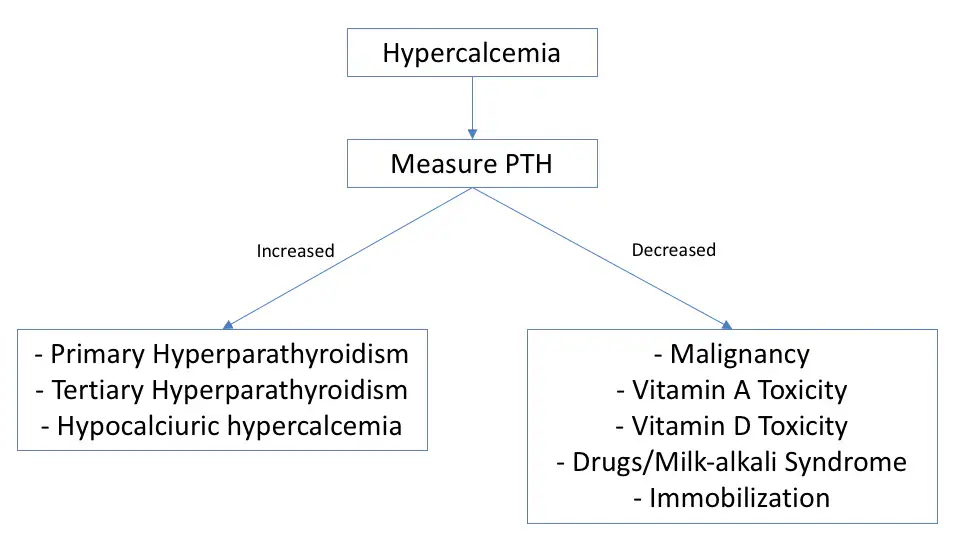 Hypercalcemia
Measure PTH
Increased
Decreased
- Primary Hyperparathyroidism
- Tertiary Hyperparathyroidism
- Hypocalciuric hypercalcemia
- Malignancy
- Vitamin A Toxicity
- Vitamin D Toxicity
- Drugs/Milk-alkali Syndrome
- Immobilization